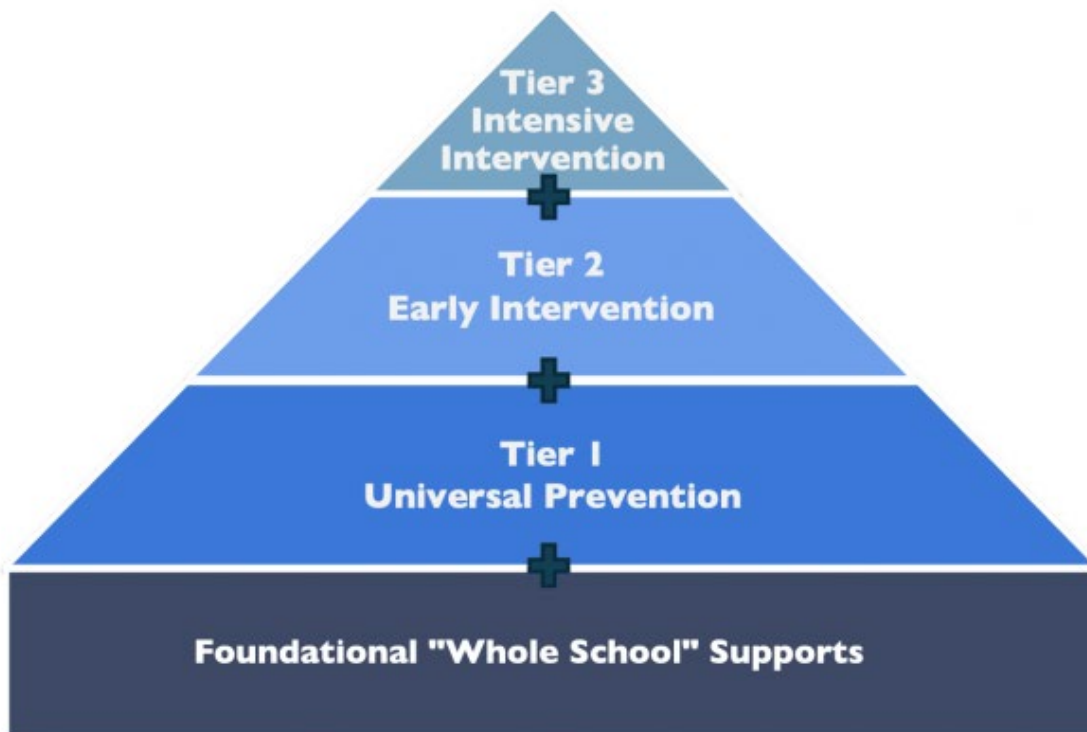 Tier 3
Intensive
Intervention
Tier 2
Early Intervention
Tier 1
Universal Prevention
Foundational "Whole School" Supports